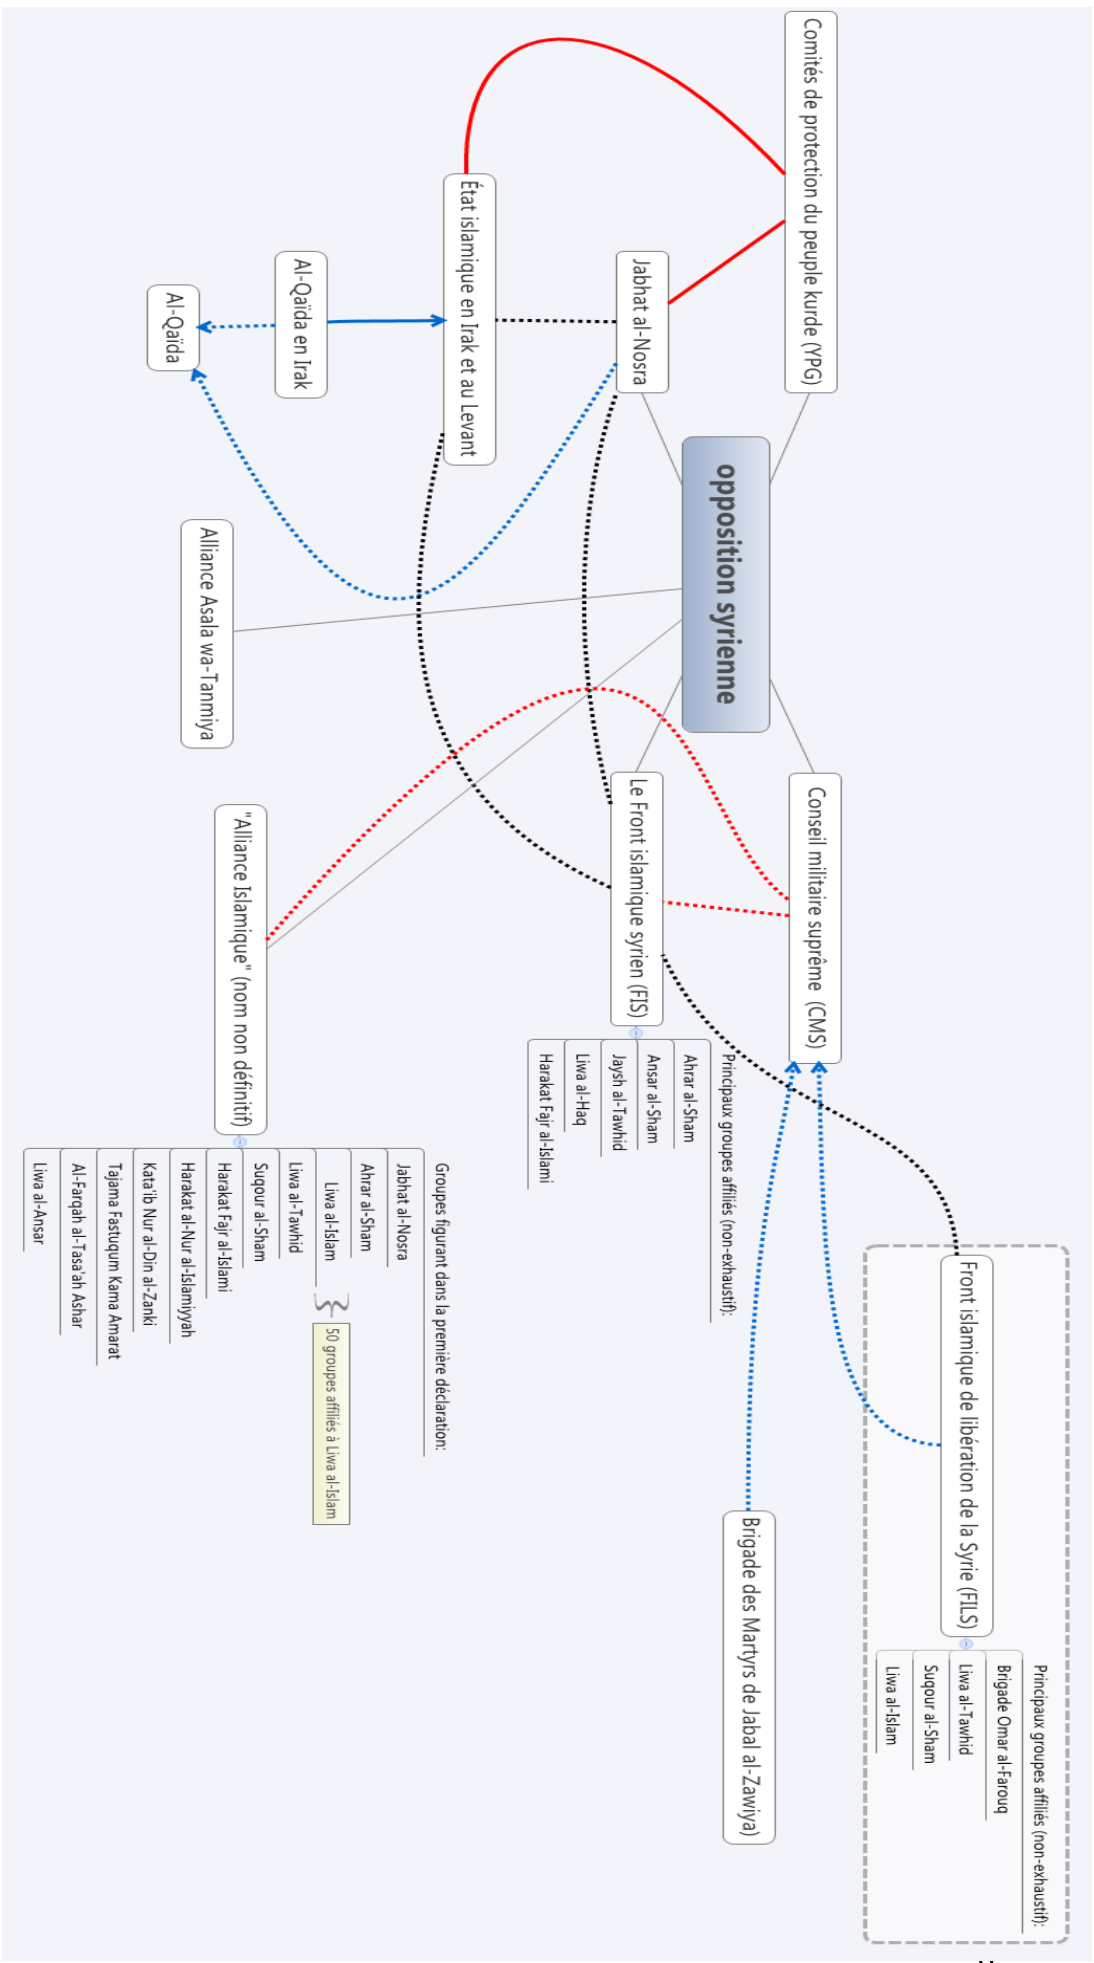 opposition syrienne
Comités de protection du peuple kurde (YPG)
Jabhat al-Nosra
État islamique en Irak et au Levant
Al-Qaïda en Irak
Al-Qaïda
Alliance Asala wa-Tanmiya
Conseil militaire suprême (CMS)
Front islamique de libération de la Syrie (FILS)
Principaux groupes affiliés (non-exhaustif):
Brigade Omar al-Farouq
Liwa al-Tawhid
Suqour al-Sham
Liwa al-Islam
Brigade des Martyrs de Jabal al-Zawiya)
Le Front islamique syrien (FIS)
Principaux groupes affiliés (non-exhaustif):
Ahrar al-Sham
Ansar al-Sham
Jaysh al-Tawhid
Liwa al-Haq
Harakat Fajr al-Islami
"Alliance Islamique" (nom non définitif)
Groupes figurant dans la première déclaration:
Jabhat al-Nosra
Ahrar al-Sham
Liwa al-Islam
50 groupes affiliés à Liwa al-Islam
Liwa al-Tawhid
Suqour al-Sham
Harakat Fajr al-Islami
Harakat al-Nur al-Islamiyyah
Kata'ib Nur al-Din al-Zanki
Tajama Fastuqum Kama Amarat
Al-Farqah al-Tasa'ah Ashar
Liwa al-Ansar